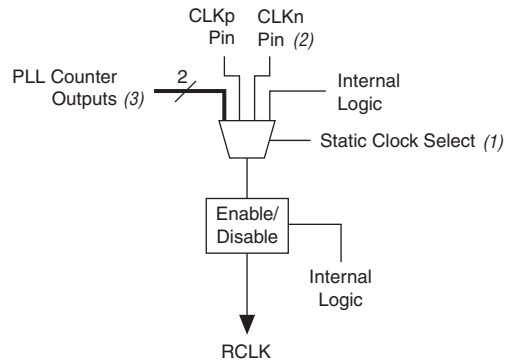 CLKp
Pin
CLKn
Pin (2)
PLL Counter
Outputs (3)
2
Internal
Logic
Static Clock Select (1)
Enable/
Disable
Internal
Logic
RCLK